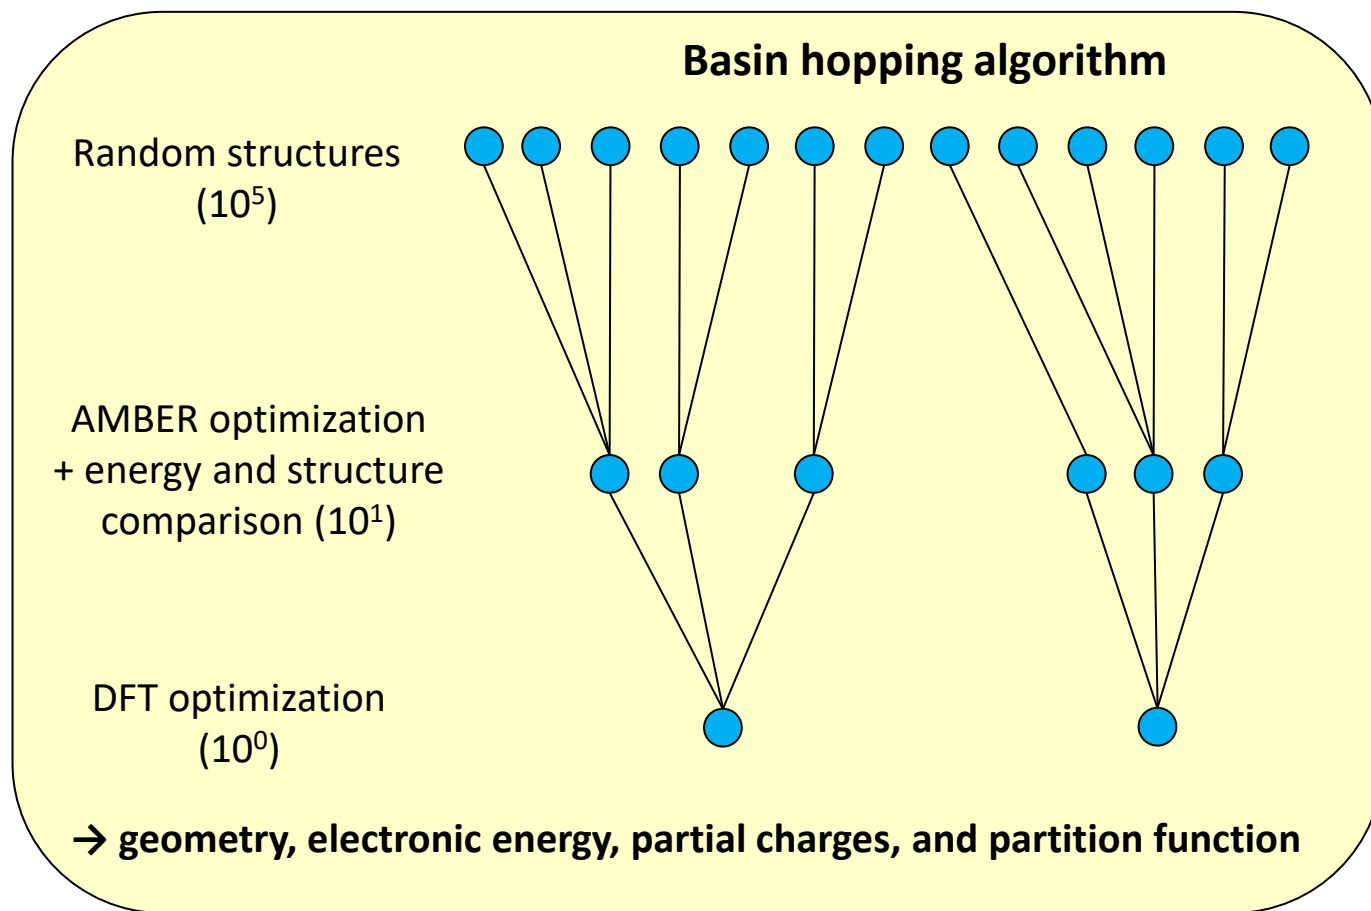 Basin hopping algorithm
Random structures
(10⁵)
AMBER optimization
+ energy and structure
comparison (10¹)
DFT optimization
(10⁰)
→ geometry, electronic energy, partial charges, and partition function